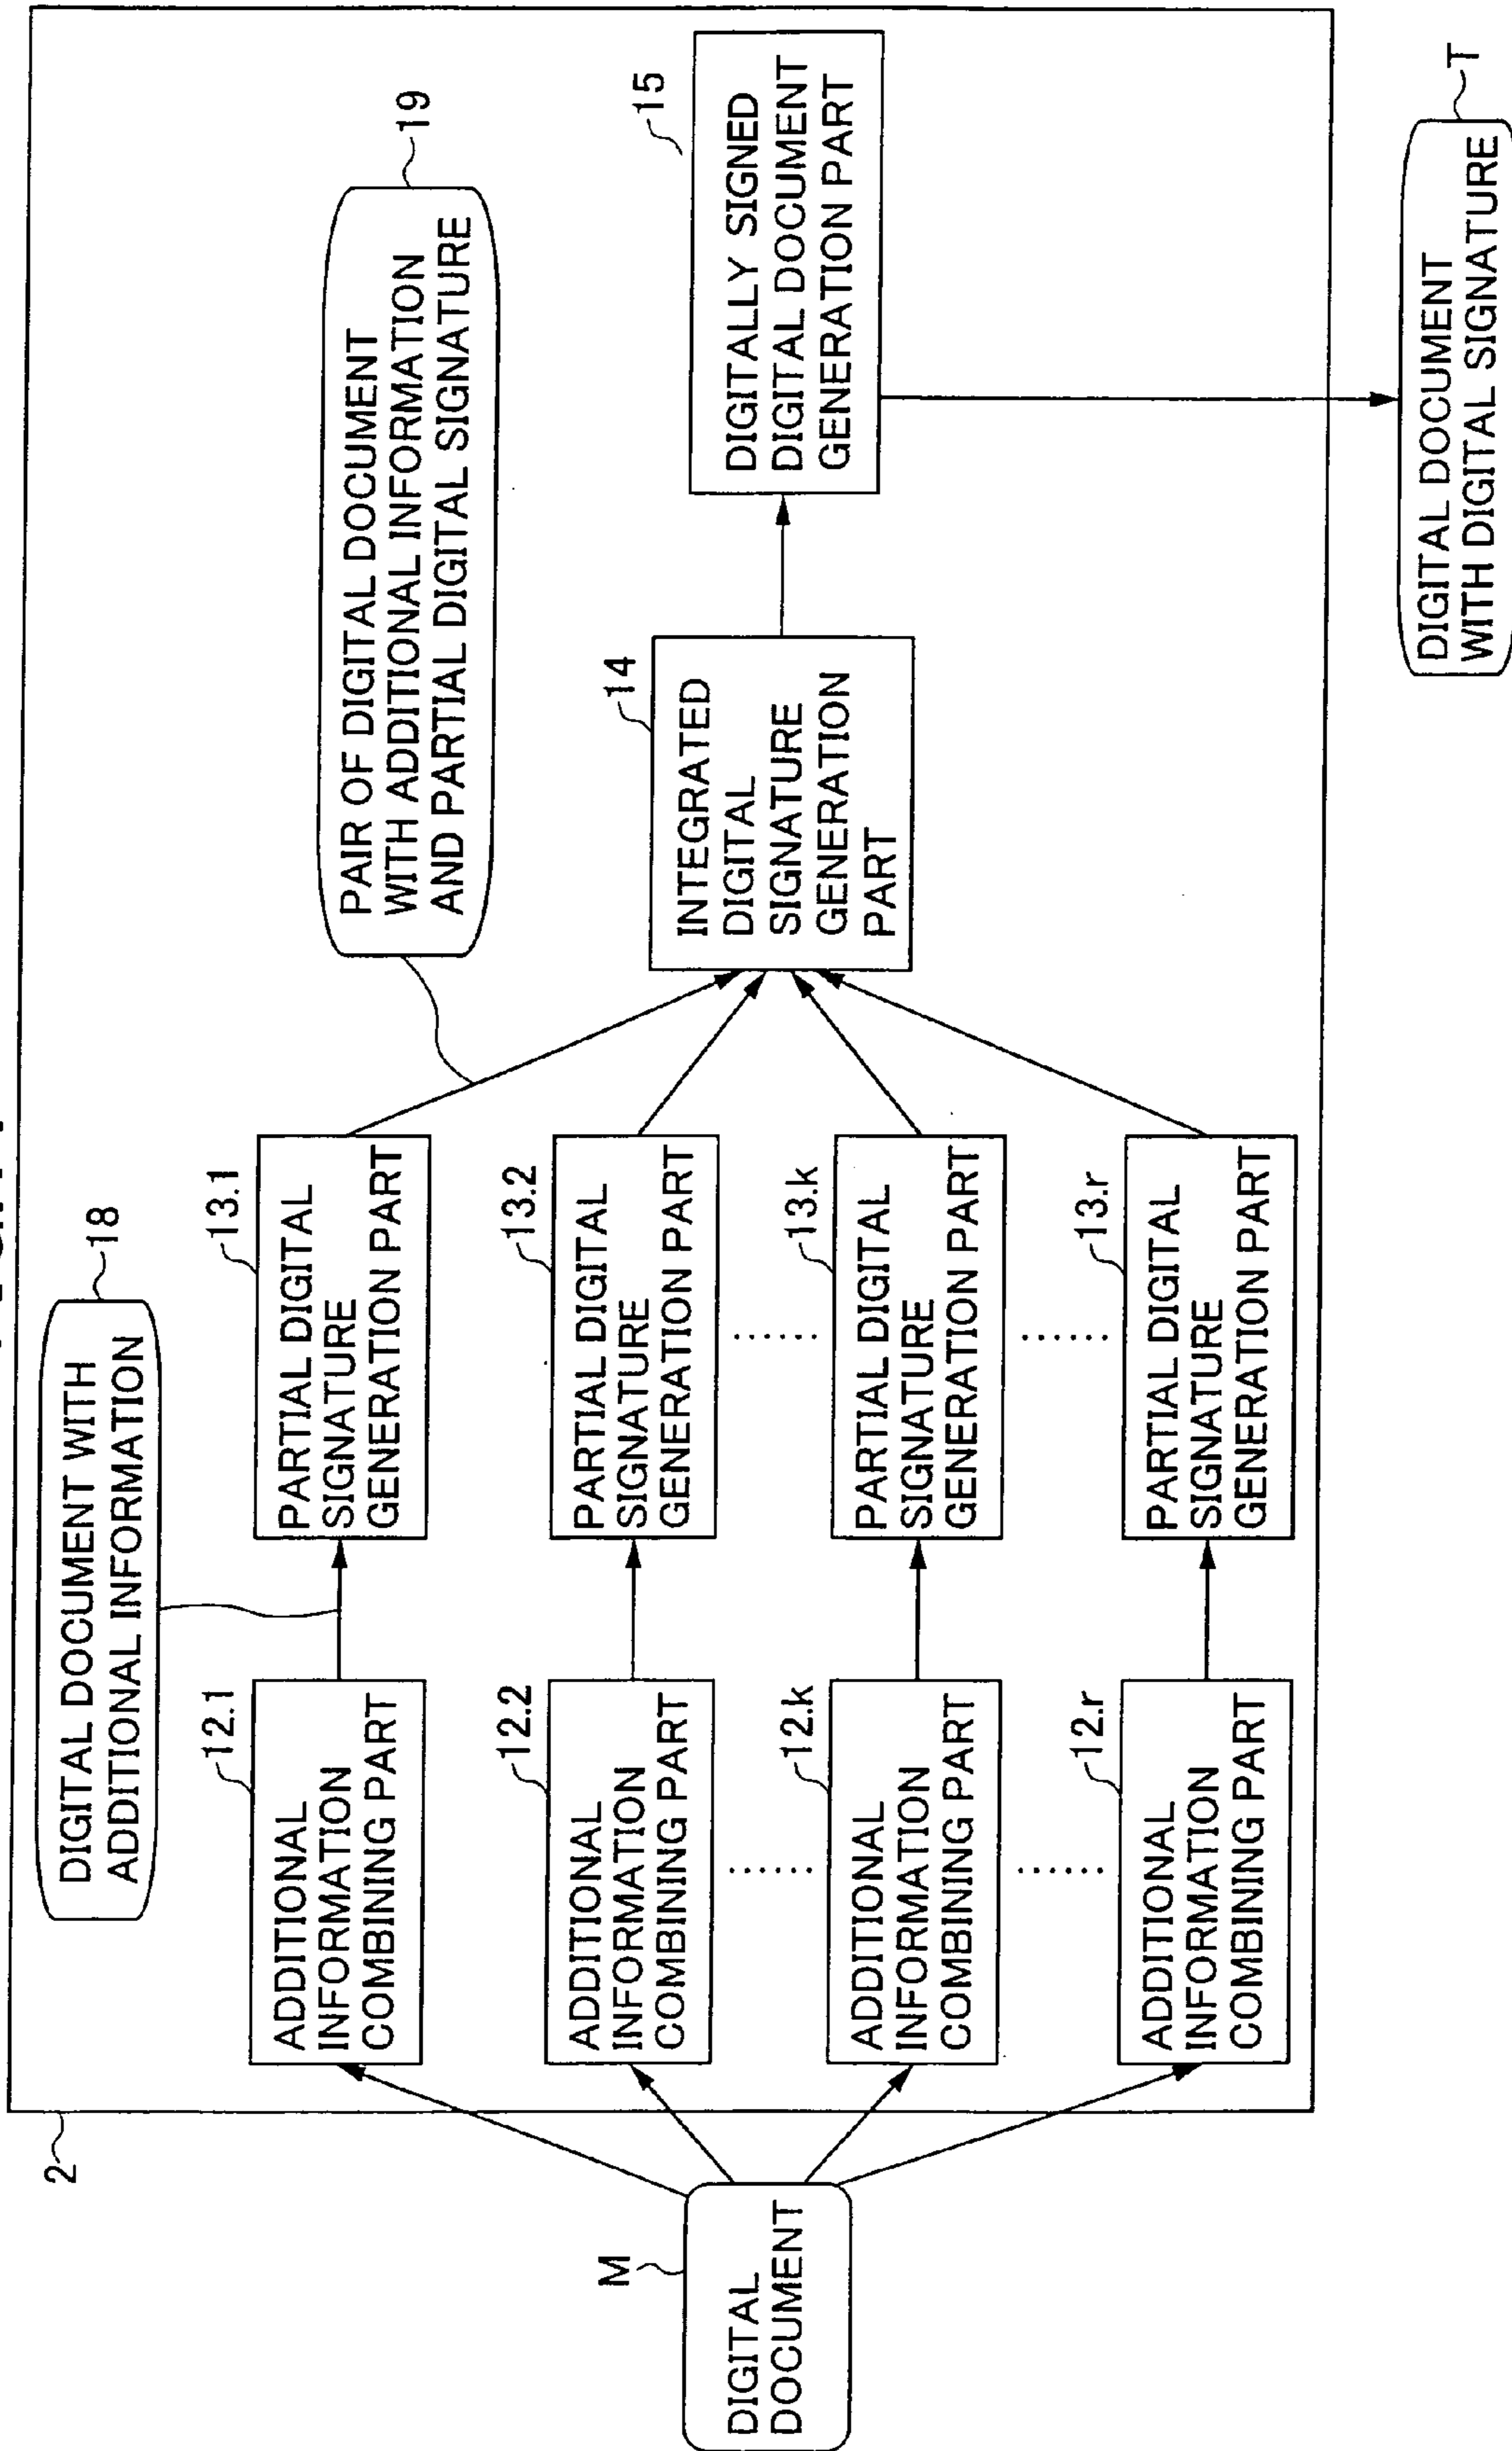 2
DIGITAL DOCUMENT WITH
ADDITIONAL INFORMATION
18
PAIR OF DIGITAL DOCUMENT
WITH ADDITIONAL INFORMATION
AND PARTIAL DIGITAL SIGNATURE
19
M
DIGITAL
DOCUMENT
12.1
ADDITIONAL
INFORMATION
COMBINING PART
13.1
PARTIAL DIGITAL
SIGNATURE
GENERATION PART
12.2
ADDITIONAL
INFORMATION
COMBINING PART
13.2
PARTIAL DIGITAL
SIGNATURE
GENERATION PART
12.k
ADDITIONAL
INFORMATION
COMBINING PART
13.k
PARTIAL DIGITAL
SIGNATURE
GENERATION PART
12.r
ADDITIONAL
INFORMATION
COMBINING PART
13.r
PARTIAL DIGITAL
SIGNATURE
GENERATION PART
14
INTEGRATED
DIGITAL
SIGNATURE
GENERATION
PART
15
DIGITALLY SIGNED
DIGITAL DOCUMENT
GENERATION PART
T
DIGITAL DOCUMENT
WITH DIGITAL SIGNATURE